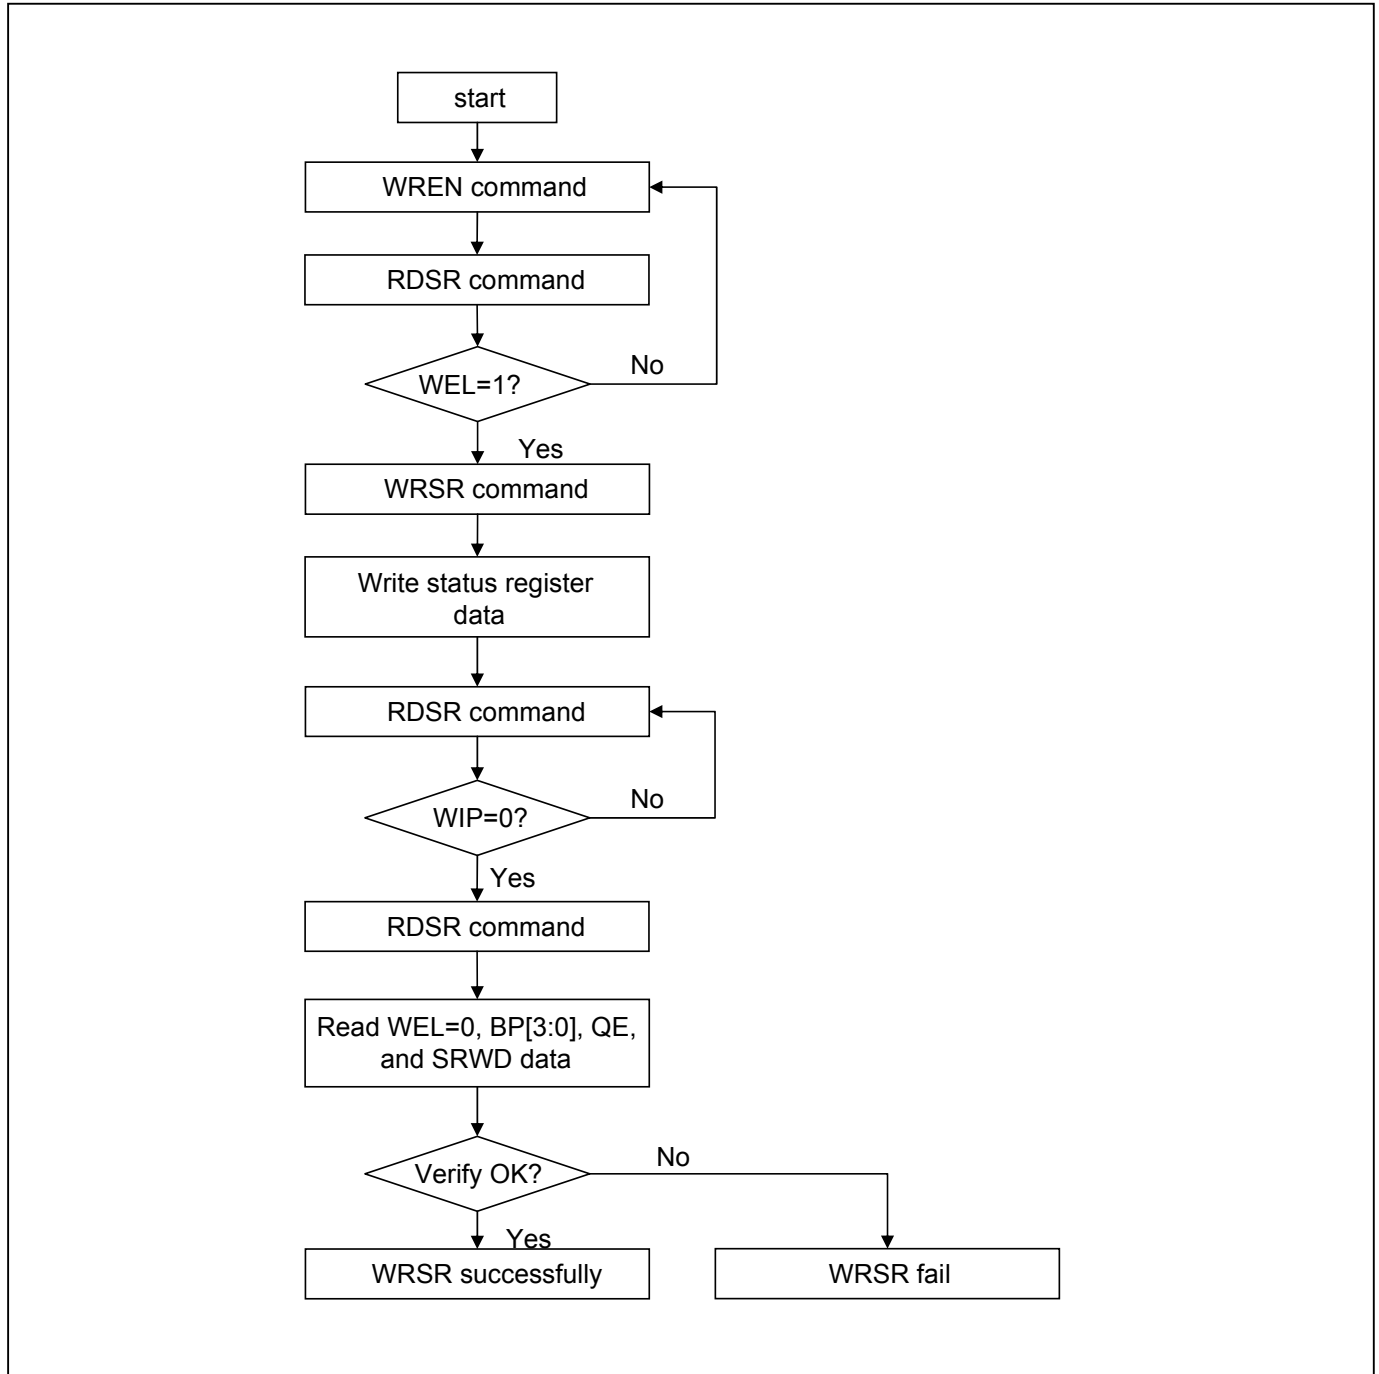 start
WREN command
RDSR command
WEL=1?
No
Yes
WRSR command
Write status register
data
RDSR command
WIP=0?
No
Yes
RDSR command
Read WEL=0, BP[3:0], QE,
and SRWD data
Verify OK?
No
Yes
WRSR successfully
WRSR fail